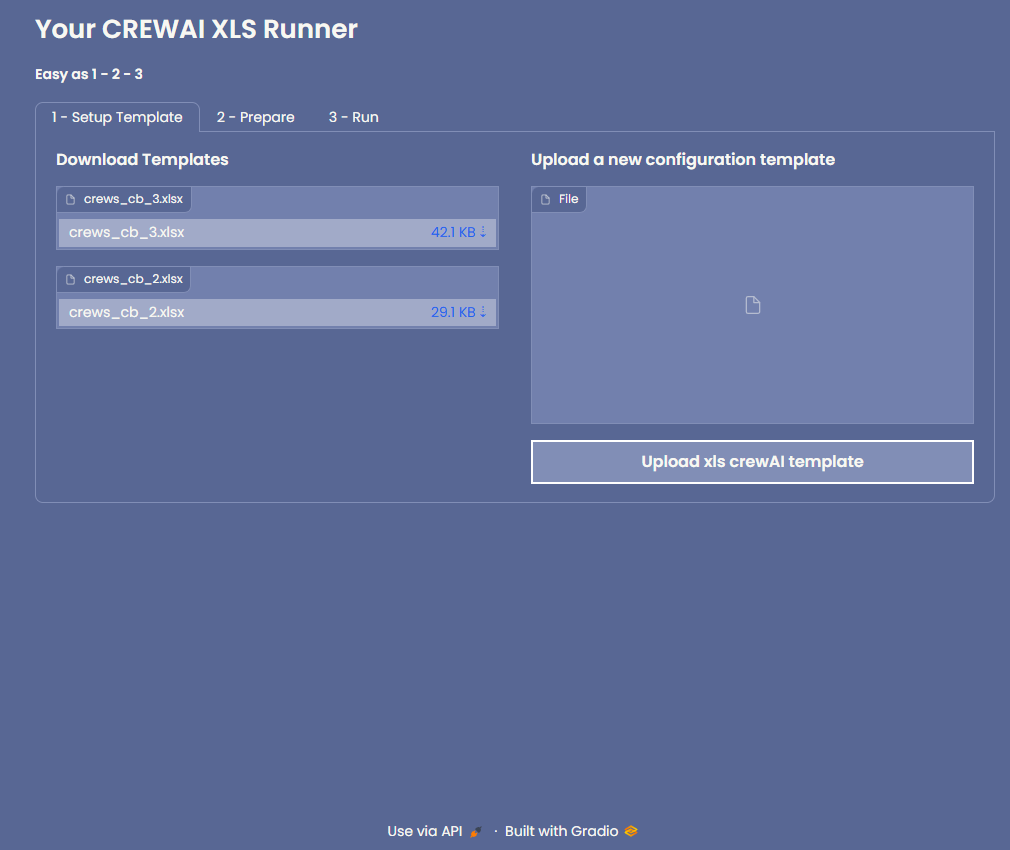 Your CREWAI XLS Runner
Easy as 1 - 2 - 3
1 - Setup Template
2 - Prepare
3 - Run
Download Templates
crews_cb_3.xlsx
crews_cb_3.xlsx 42.1 KB ⇣
crews_cb_2.xlsx
crews_cb_2.xlsx 29.1 KB ⇣
Upload a new configuration template
File
Upload xls crewAI template
Use via API · Built with Gradio